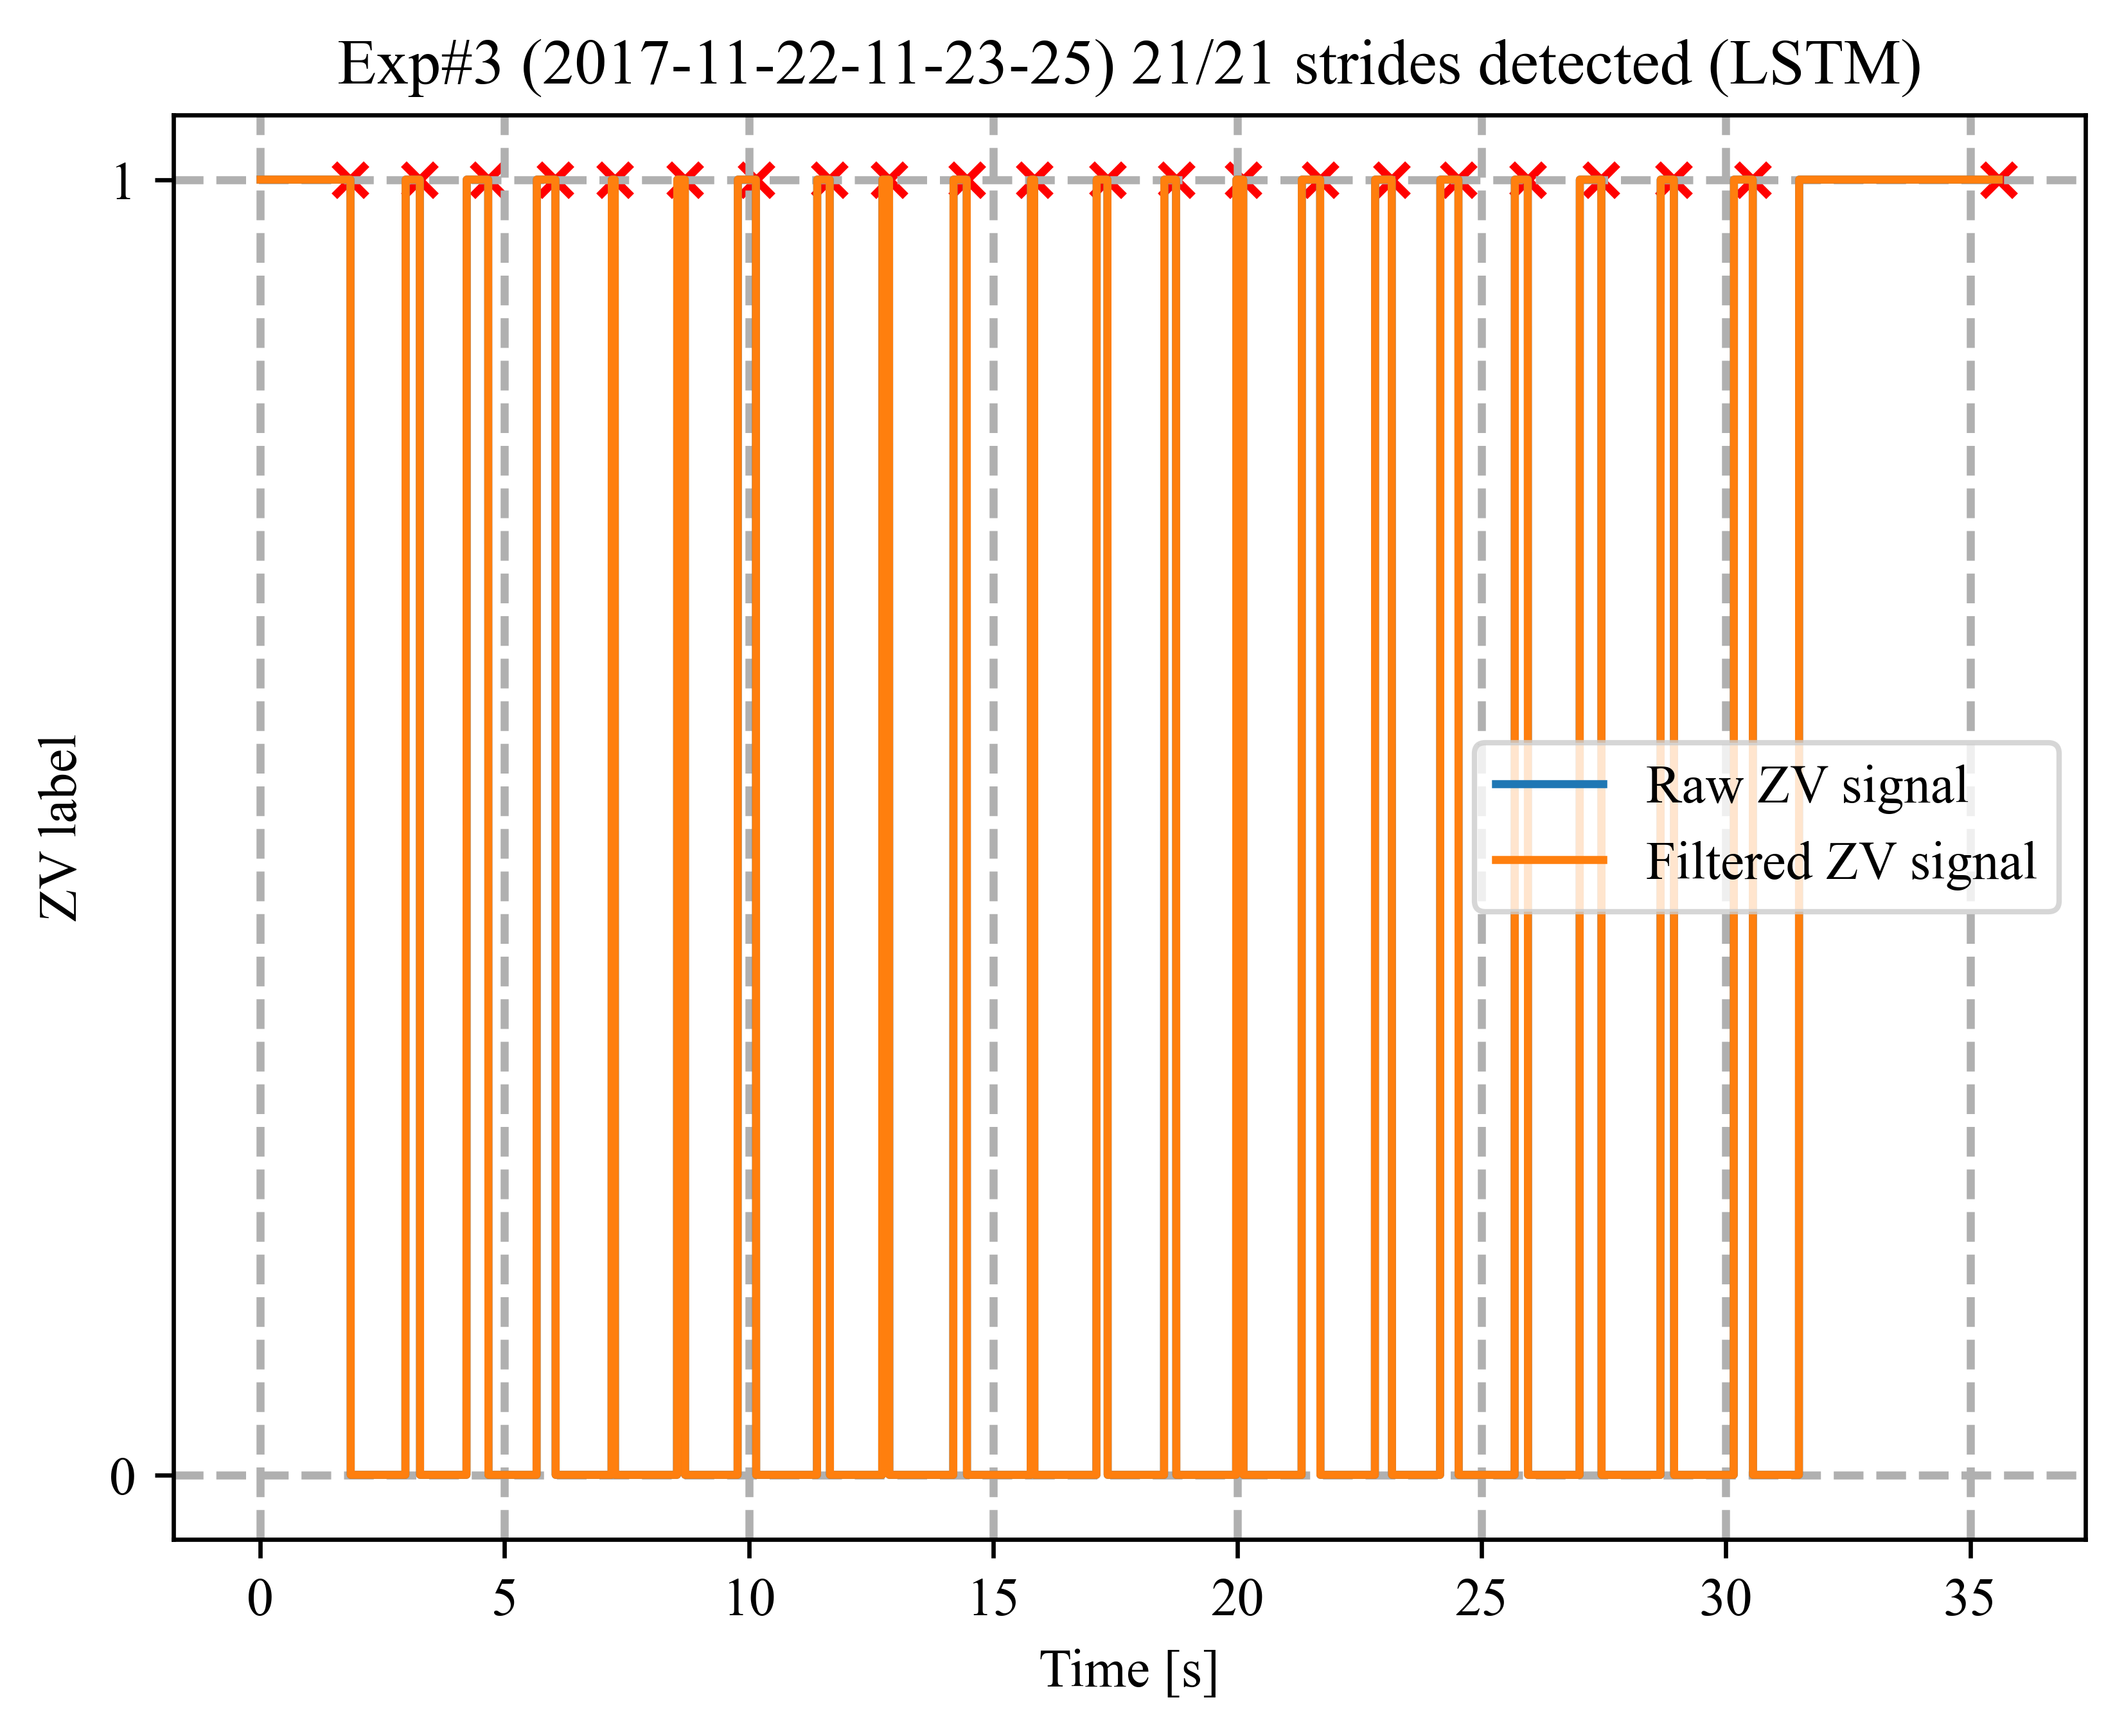 Exp#3 (2017-11-22-11-23-25) 21/21 strides detected (LSTM)
1
ZV label
Raw ZV signal
Filtered ZV signal
0
0 5 10 15 20 25 30 35
Time [s]